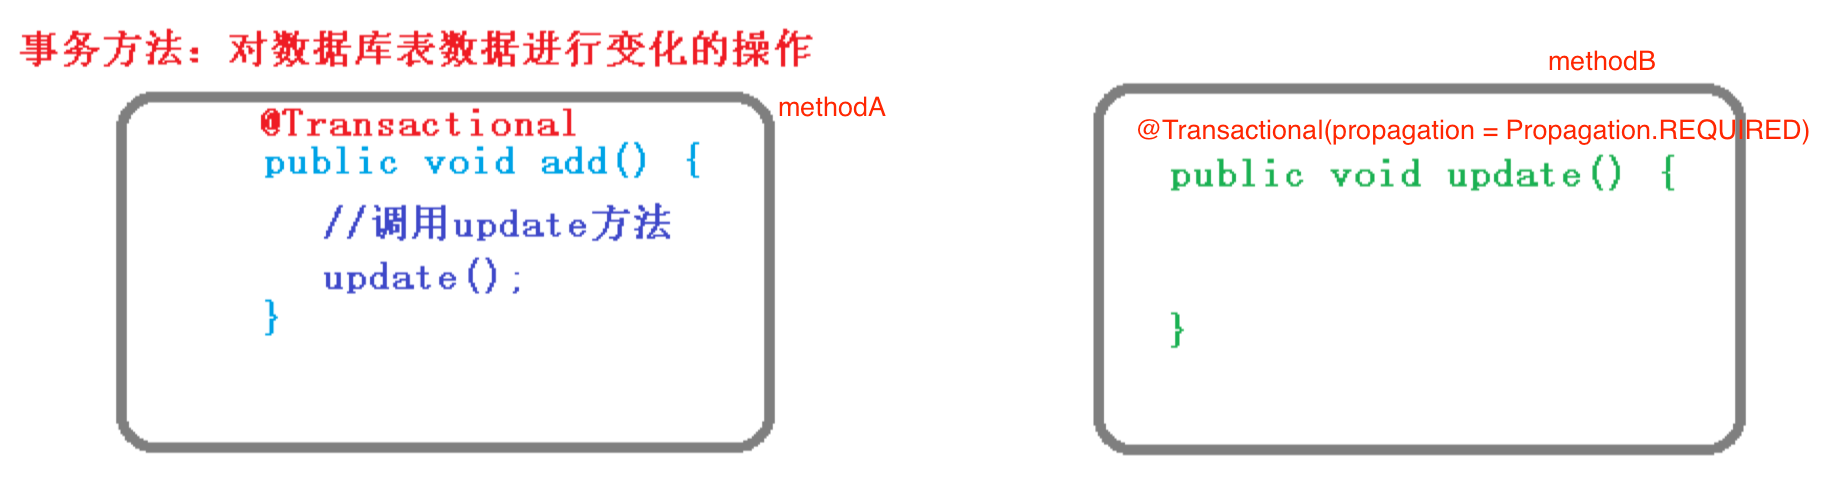 事务方法：对数据库表数据进行变化的操作
methodA
@Transactional
public void add() {
//调用update方法
update();
}
methodB
@Transactional(propagation = Propagation.REQUIRED)
public void update() {
}